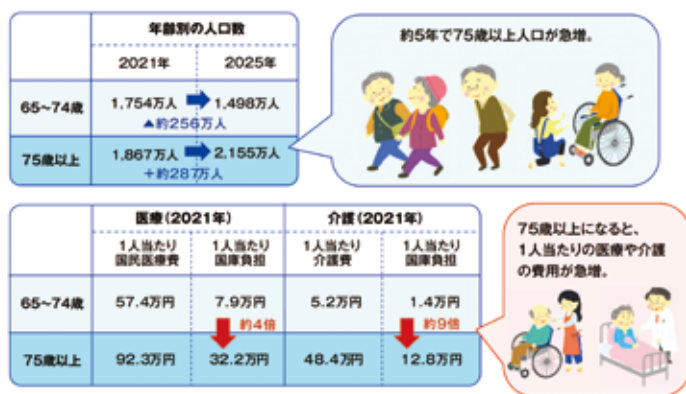 年齢別の人口数
2021年 2025年
65~74歳 1,754万人 1,498万人
▲約256万人
75歳以上 1,867万人 2,155万人
+約287万人
約5年で75歳以上人口が急増。
医療(2021年) 介護(2021年)
1人当たり 1人当たり 1人当たり 1人当たり
国民医療費 国庫負担 介護費 国庫負担
65~74歳 57.4万円 7.9万円 5.2万円 1.4万円
約4倍 約9倍
75歳以上 92.3万円 32.2万円 48.4万円 12.8万円
75歳以上になると、
1人当たりの医療や介護
の費用が急増。